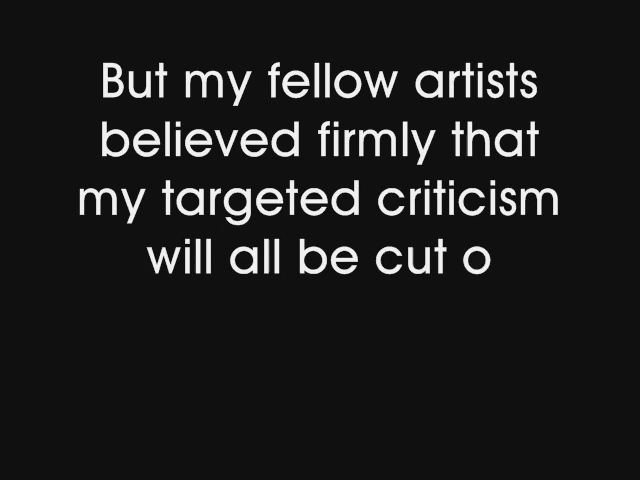 But my fellow artists
believed firmly that
my targeted criticism
will all be cut o